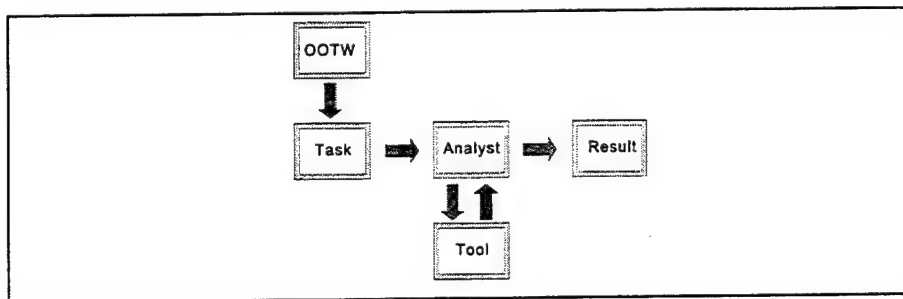 OOTW
Task
Analyst
Result
Tool